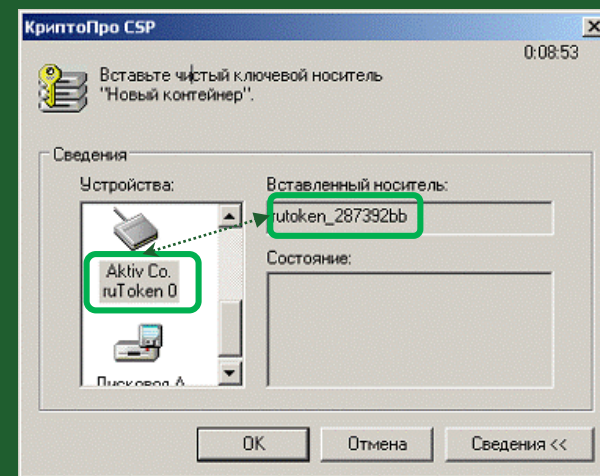 КриптоПро CSP
0:08:53
Вставьте чистый ключевой носитель
"Новый контейнер".
Сведения
Устройства:
Вставленный носитель:
rutoken_287392bb
Aktiv Co.
ruToken 0
Состояние:
Дисковод A
OK
Отмена
Сведения <<